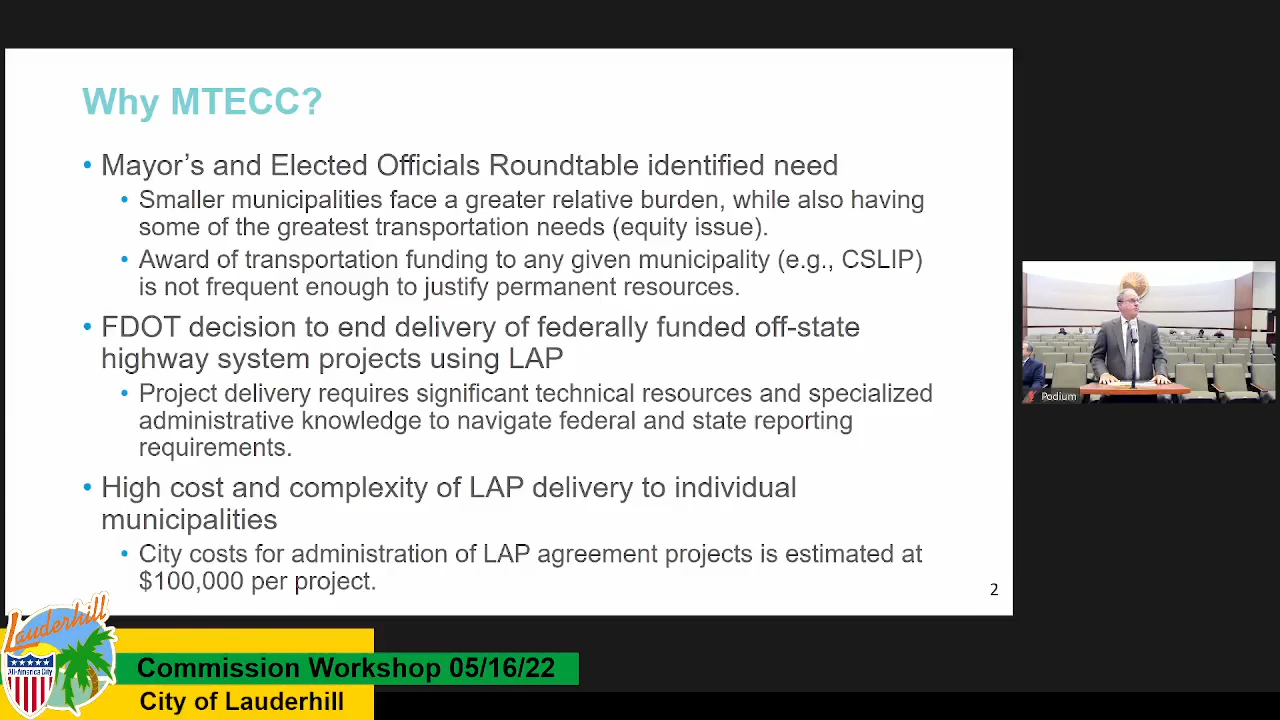 Why MTECC?
• Mayor's and Elected Officials Roundtable identified need
• Smaller municipalities face a greater relative burden, while also having
some of the greatest transportation needs (equity issue).
• Award of transportation funding to any given municipality (e.g., CSLIP)
is not frequent enough to justify permanent resources.
• FDOT decision to end delivery of federally funded off-state
highway system projects using LAP
• Project delivery requires significant technical resources and specialized
administrative knowledge to navigate federal and state reporting
requirements.
• High cost and complexity of LAP delivery to individual
municipalities
• City costs for administration of LAP agreement projects is estimated at
$100,000 per project.
2
Podium
Lauderhill
All-America City
Commission Workshop 05/16/22
City of Lauderhill